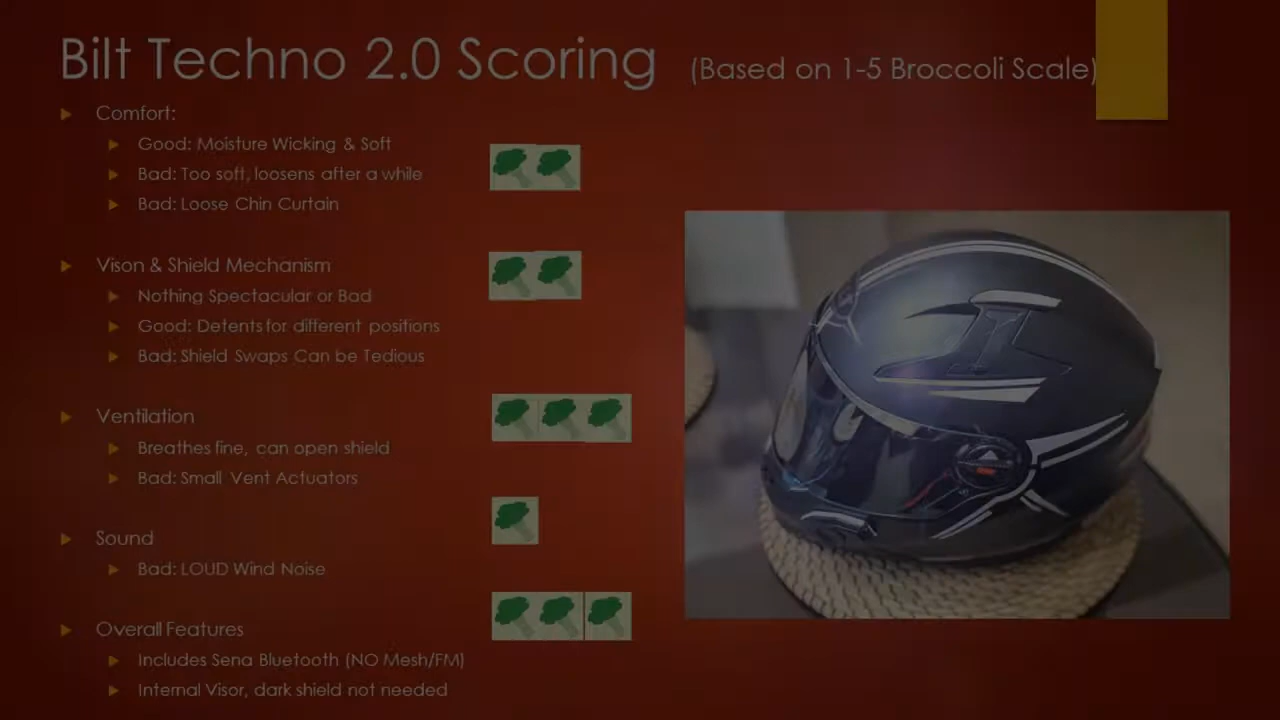 Bilt Techno 2.0 Scoring (Based on 1-5 Broccoli Scale)
Comfort:
Good: Moisture Wicking & Soft
Bad: Too soft, loosens after a while
Bad: Loose Chin Curtain
Vison & Shield Mechanism
Nothing Spectacular or Bad
Good: Detents for different positions
Bad: Shield Swaps Can be Tedious
Ventilation
Breathes fine, can open shield
Bad: Small Vent Actuators
Sound
Bad: LOUD Wind Noise
Overall Features
Includes Sena Bluetooth (NO Mesh/FM)
Internal Visor, dark shield not needed